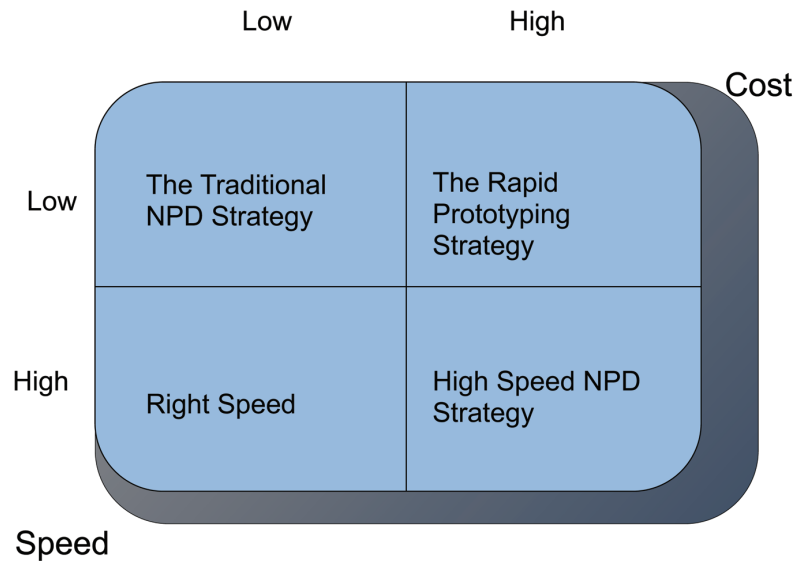 Low
High
Cost
Low
The Traditional
NPD Strategy
The Rapid
Prototyping
Strategy
High
Right Speed
High Speed NPD
Strategy
Speed